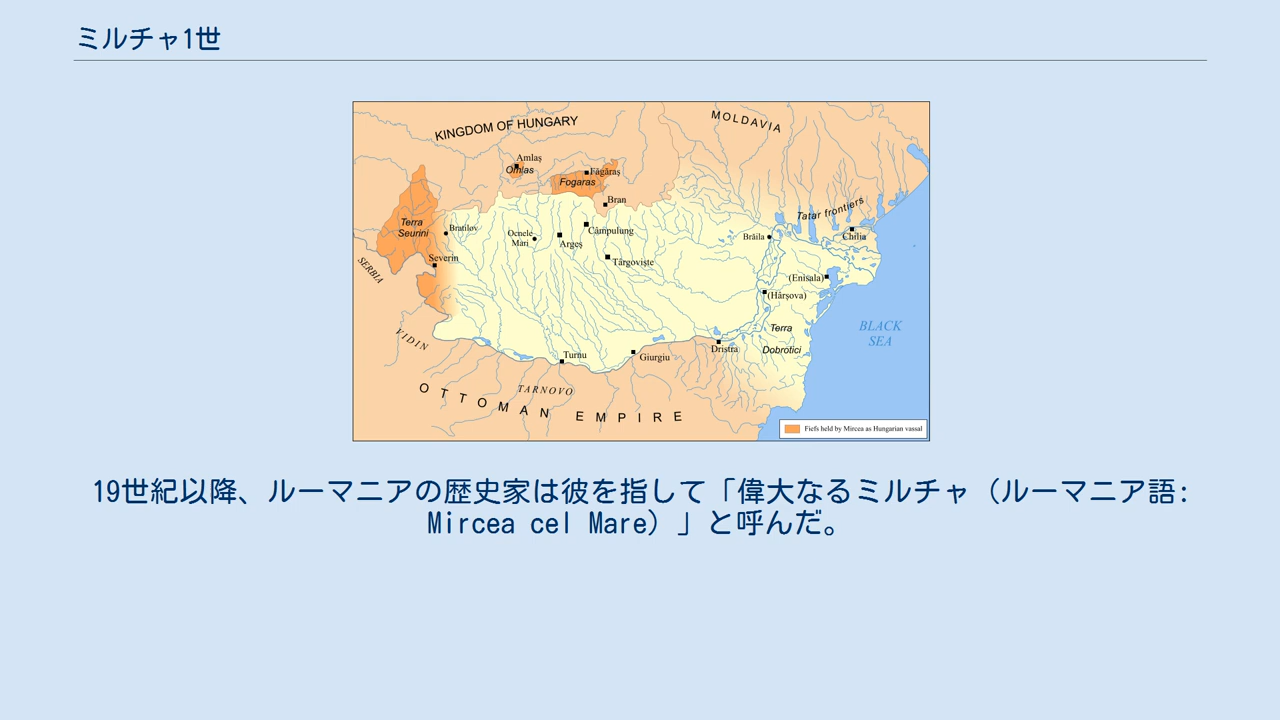 ミルチャ1世
KINGDOM OF HUNGARY
MOLDAVIA
Amlaş
Omlas
Făgăraş
Fogaras
Bran
Tatar frontiers
Terra
Seurini
Bratilov
Ocnele
Mari
Câmpulung
Argeş
Brăila
Chilia
Severin
Târgovişte
SERBIA
(Enisala)
(Hârşova)
Terra
Dobrotici
BLACK
SEA
VIDIN
Turnu
Giurgiu
Dristra
TARNOVO
OTTOMAN EMPIRE
Fiefs held by Mircea as Hungarian vassal
19世紀以降、ルーマニアの歴史家は彼を指して「偉大なるミルチャ（ルーマニア語:
Mircea cel Mare）」と呼んだ。